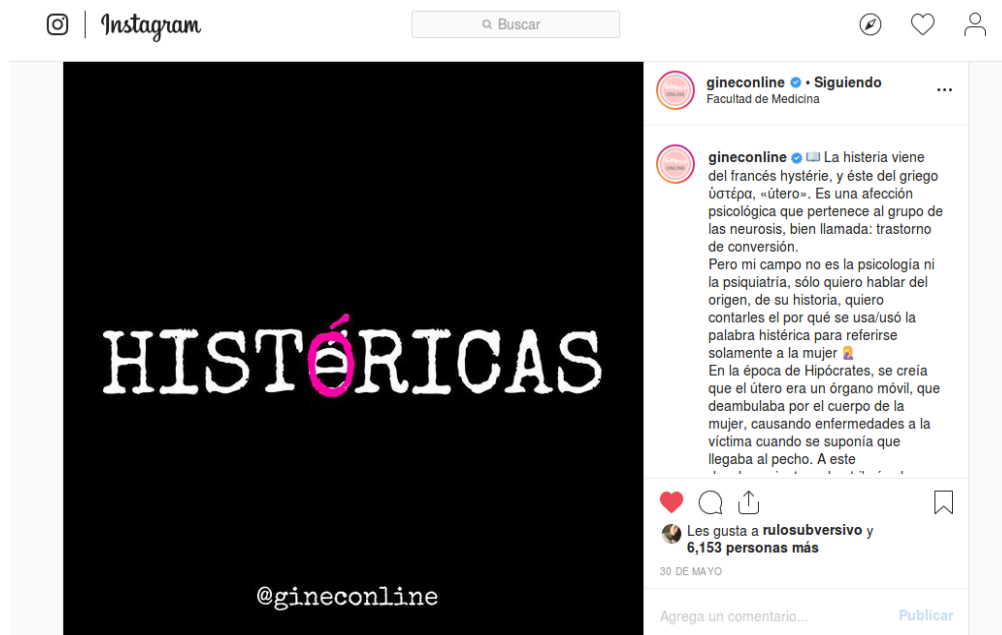 Instagram
Buscar
HISTÓRICAS
@gineconline
gineconline • Siguiendo
Facultad de Medicina
gineconline 📖 La histeria viene
del francés hystérie, y éste del griego
ὑστέρα, «útero». Es una afección
psicológica que pertenece al grupo de
las neurosis, bien llamada: trastorno
de conversión.
Pero mi campo no es la psicología ni
la psiquiatría, sólo quiero hablar del
origen, de su historia, quiero
contarles el por qué se usa/usó la
palabra histérica para referirse
solamente a la mujer 🤦‍♀️
En la época de Hipócrates, se creía
que el útero era un órgano móvil, que
deambulaba por el cuerpo de la
mujer, causando enfermedades a la
víctima cuando se suponía que
llegaba al pecho. A este
Les gusta a rulosubversivo y
6,153 personas más
30 DE MAYO
Agrega un comentario...
Publicar